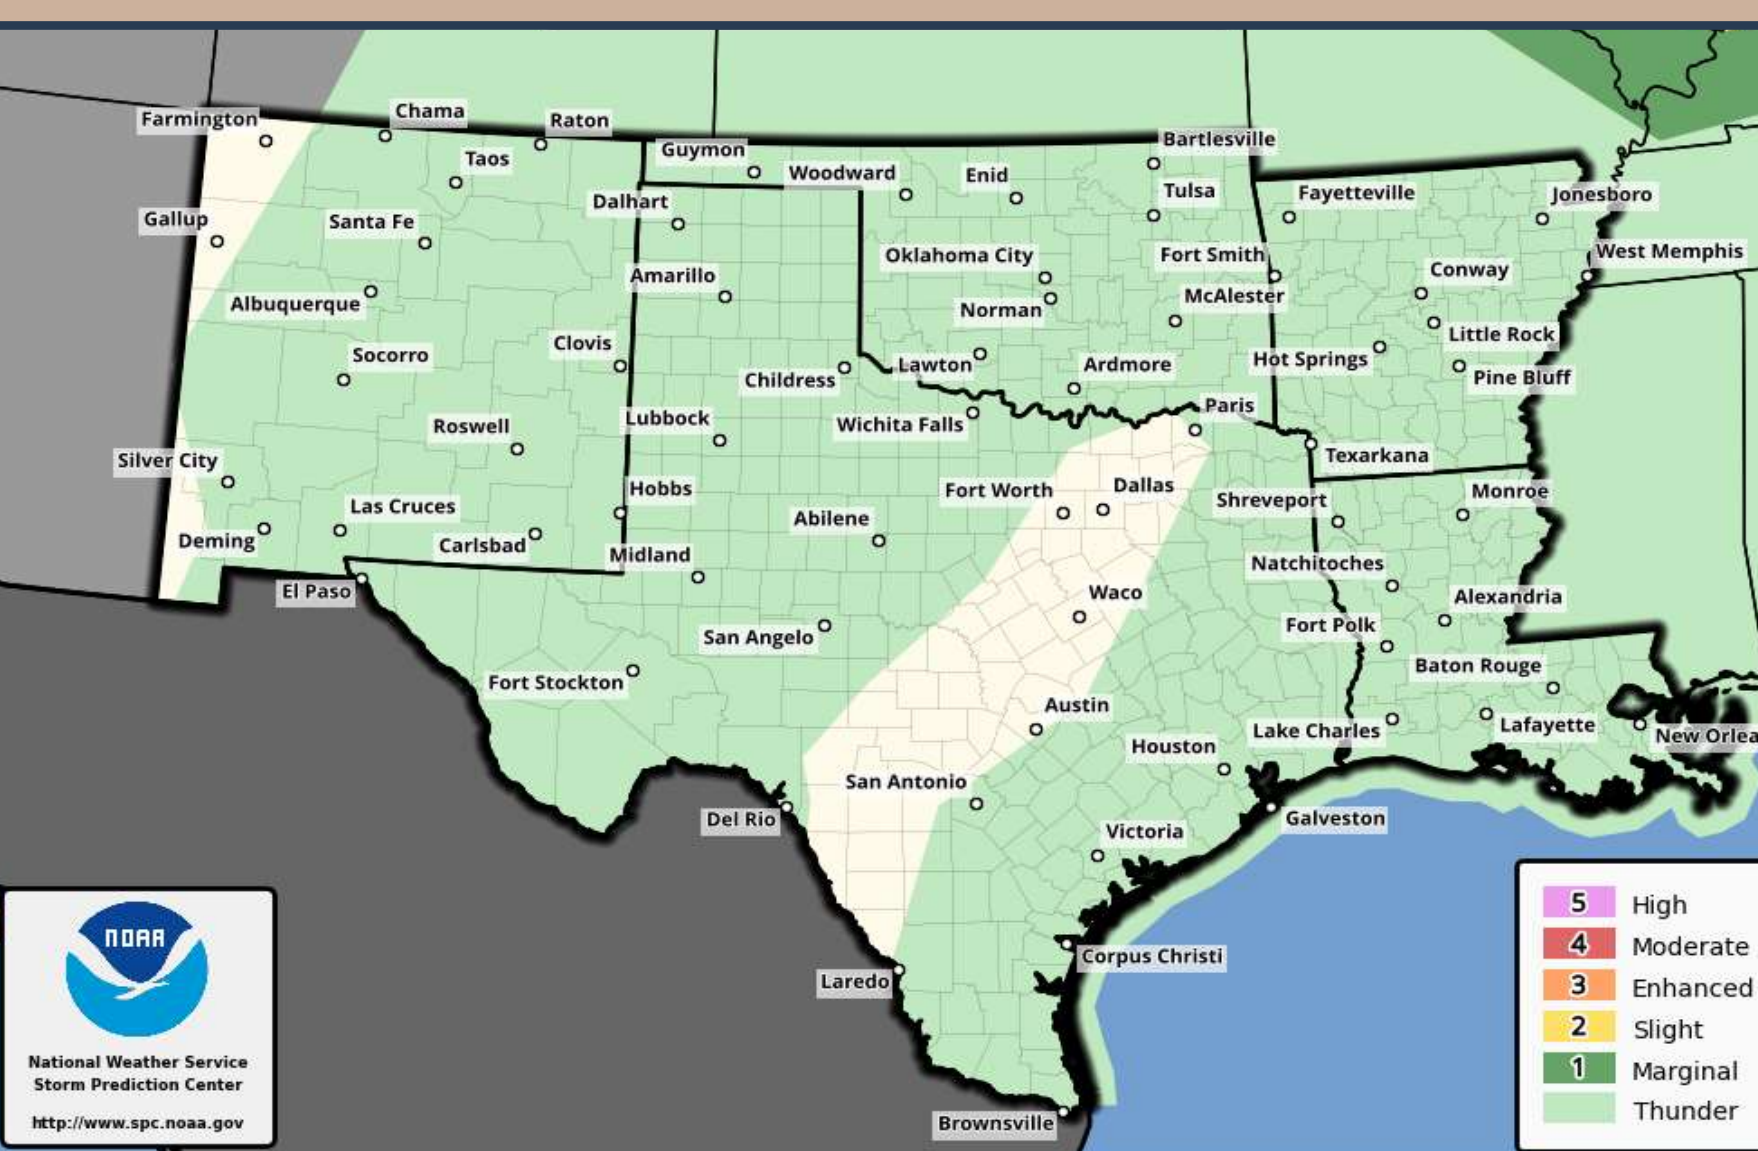 Farmington
Chama
Raton
Taos
Guymon
Woodward
Enid
Bartlesville
Tulsa
Fayetteville
Jonesboro
Gallup
Santa Fe
Dalhart
Oklahoma City
Fort Smith
West Memphis
Albuquerque
Amarillo
Norman
McAlester
Conway
Socorro
Clovis
Childress
Lawton
Ardmore
Hot Springs
Little Rock
Pine Bluff
Roswell
Lubbock
Wichita Falls
Paris
Texarkana
Silver City
Las Cruces
Hobbs
Fort Worth
Dallas
Shreveport
Monroe
Deming
Carlsbad
Midland
Abilene
Natchitoches
El Paso
San Angelo
Waco
Fort Polk
Alexandria
Fort Stockton
Austin
Baton Rouge
Houston
Lake Charles
Lafayette
New Orlea
Del Rio
San Antonio
Victoria
Galveston
Laredo
Corpus Christi
Brownsville
NOAA
National Weather Service
Storm Prediction Center
http://www.spc.noaa.gov
5 High
4 Moderate
3 Enhanced
2 Slight
1 Marginal
Thunder